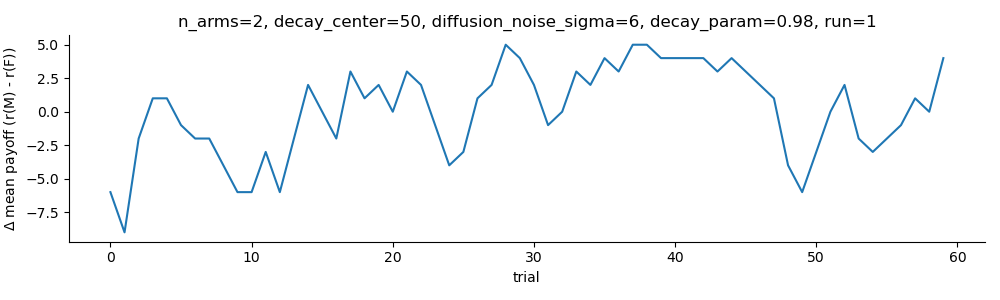 n_arms=2, decay_center=50, diffusion_noise_sigma=6, decay_param=0.98, run=1
Δ mean payoff (r(M) - r(F))
5.0
2.5
0.0
−2.5
−5.0
−7.5
0 10 20 30 40 50 60
trial